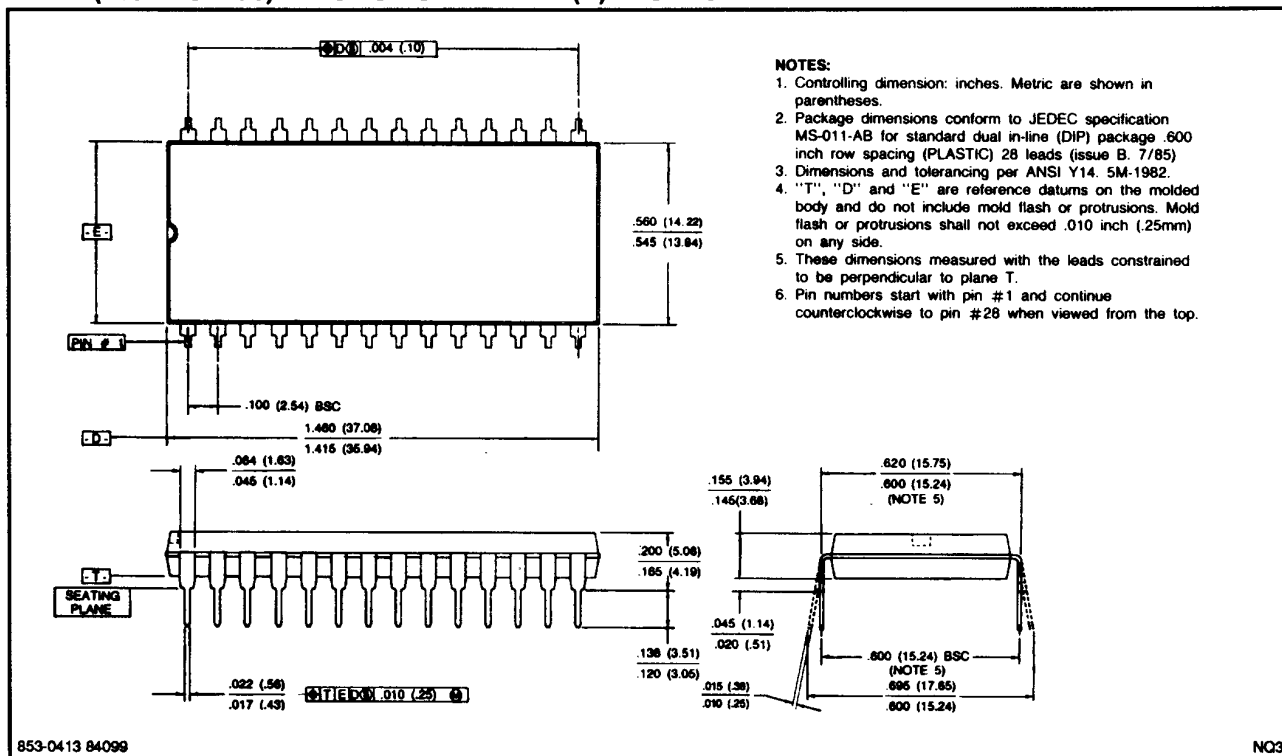 .004 (.10)
NOTES:
1. Controlling dimension: inches. Metric are shown in
parentheses.
2. Package dimensions conform to JEDEC specification
MS-011-AB for standard dual in-line (DIP) package .600
inch row spacing (PLASTIC) 28 leads (issue B. 7/85)
3. Dimensions and tolerancing per ANSI Y14. 5M-1982.
4. "T", "D" and "E" are reference datums on the molded
body and do not include mold flash or protrusions. Mold
flash or protrusions shall not exceed .010 inch (.25mm)
on any side.
5. These dimensions measured with the leads constrained
to be perpendicular to plane T.
6. Pin numbers start with pin #1 and continue
counterclockwise to pin #28 when viewed from the top.
-E-
.560 (14.22)
.545 (13.84)
PIN # 1
.100 (2.54) BSC
-D-
1.460 (37.08)
1.415 (35.94)
.064 (1.63)
.045 (1.14)
-T-
SEATING
PLANE
.200 (5.08)
.165 (4.19)
.138 (3.51)
.120 (3.05)
.022 (.56)
.017 (.43)
T E D .010 (.25) M
.155 (3.94)
.145(3.68)
.620 (15.75)
.600 (15.24)
(NOTE 5)
.045 (1.14)
.020 (.51)
.600 (15.24) BSC
(NOTE 5)
.695 (17.65)
.600 (15.24)
.015 (.38)
.010 (.25)
853-0413 84099
NQ3